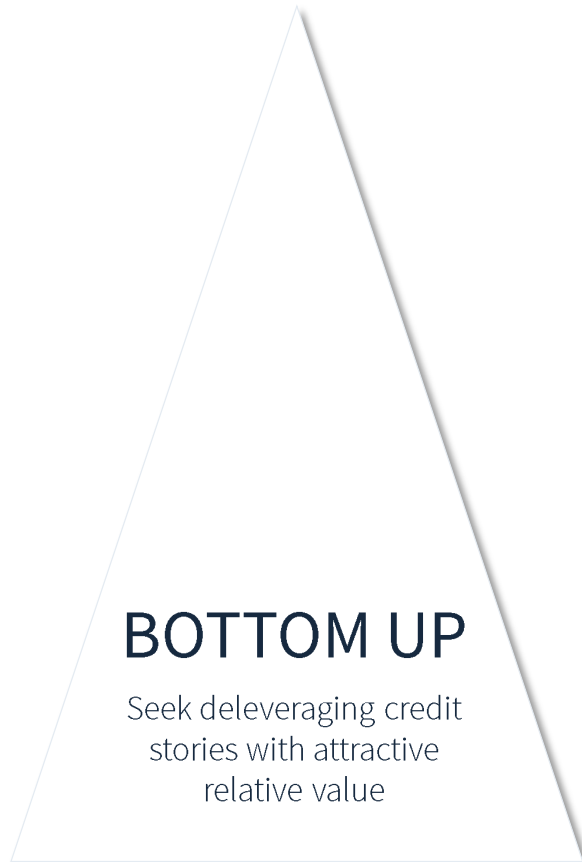 BOTTOM UP
Seek deleveraging credit
stories with attractive
relative value